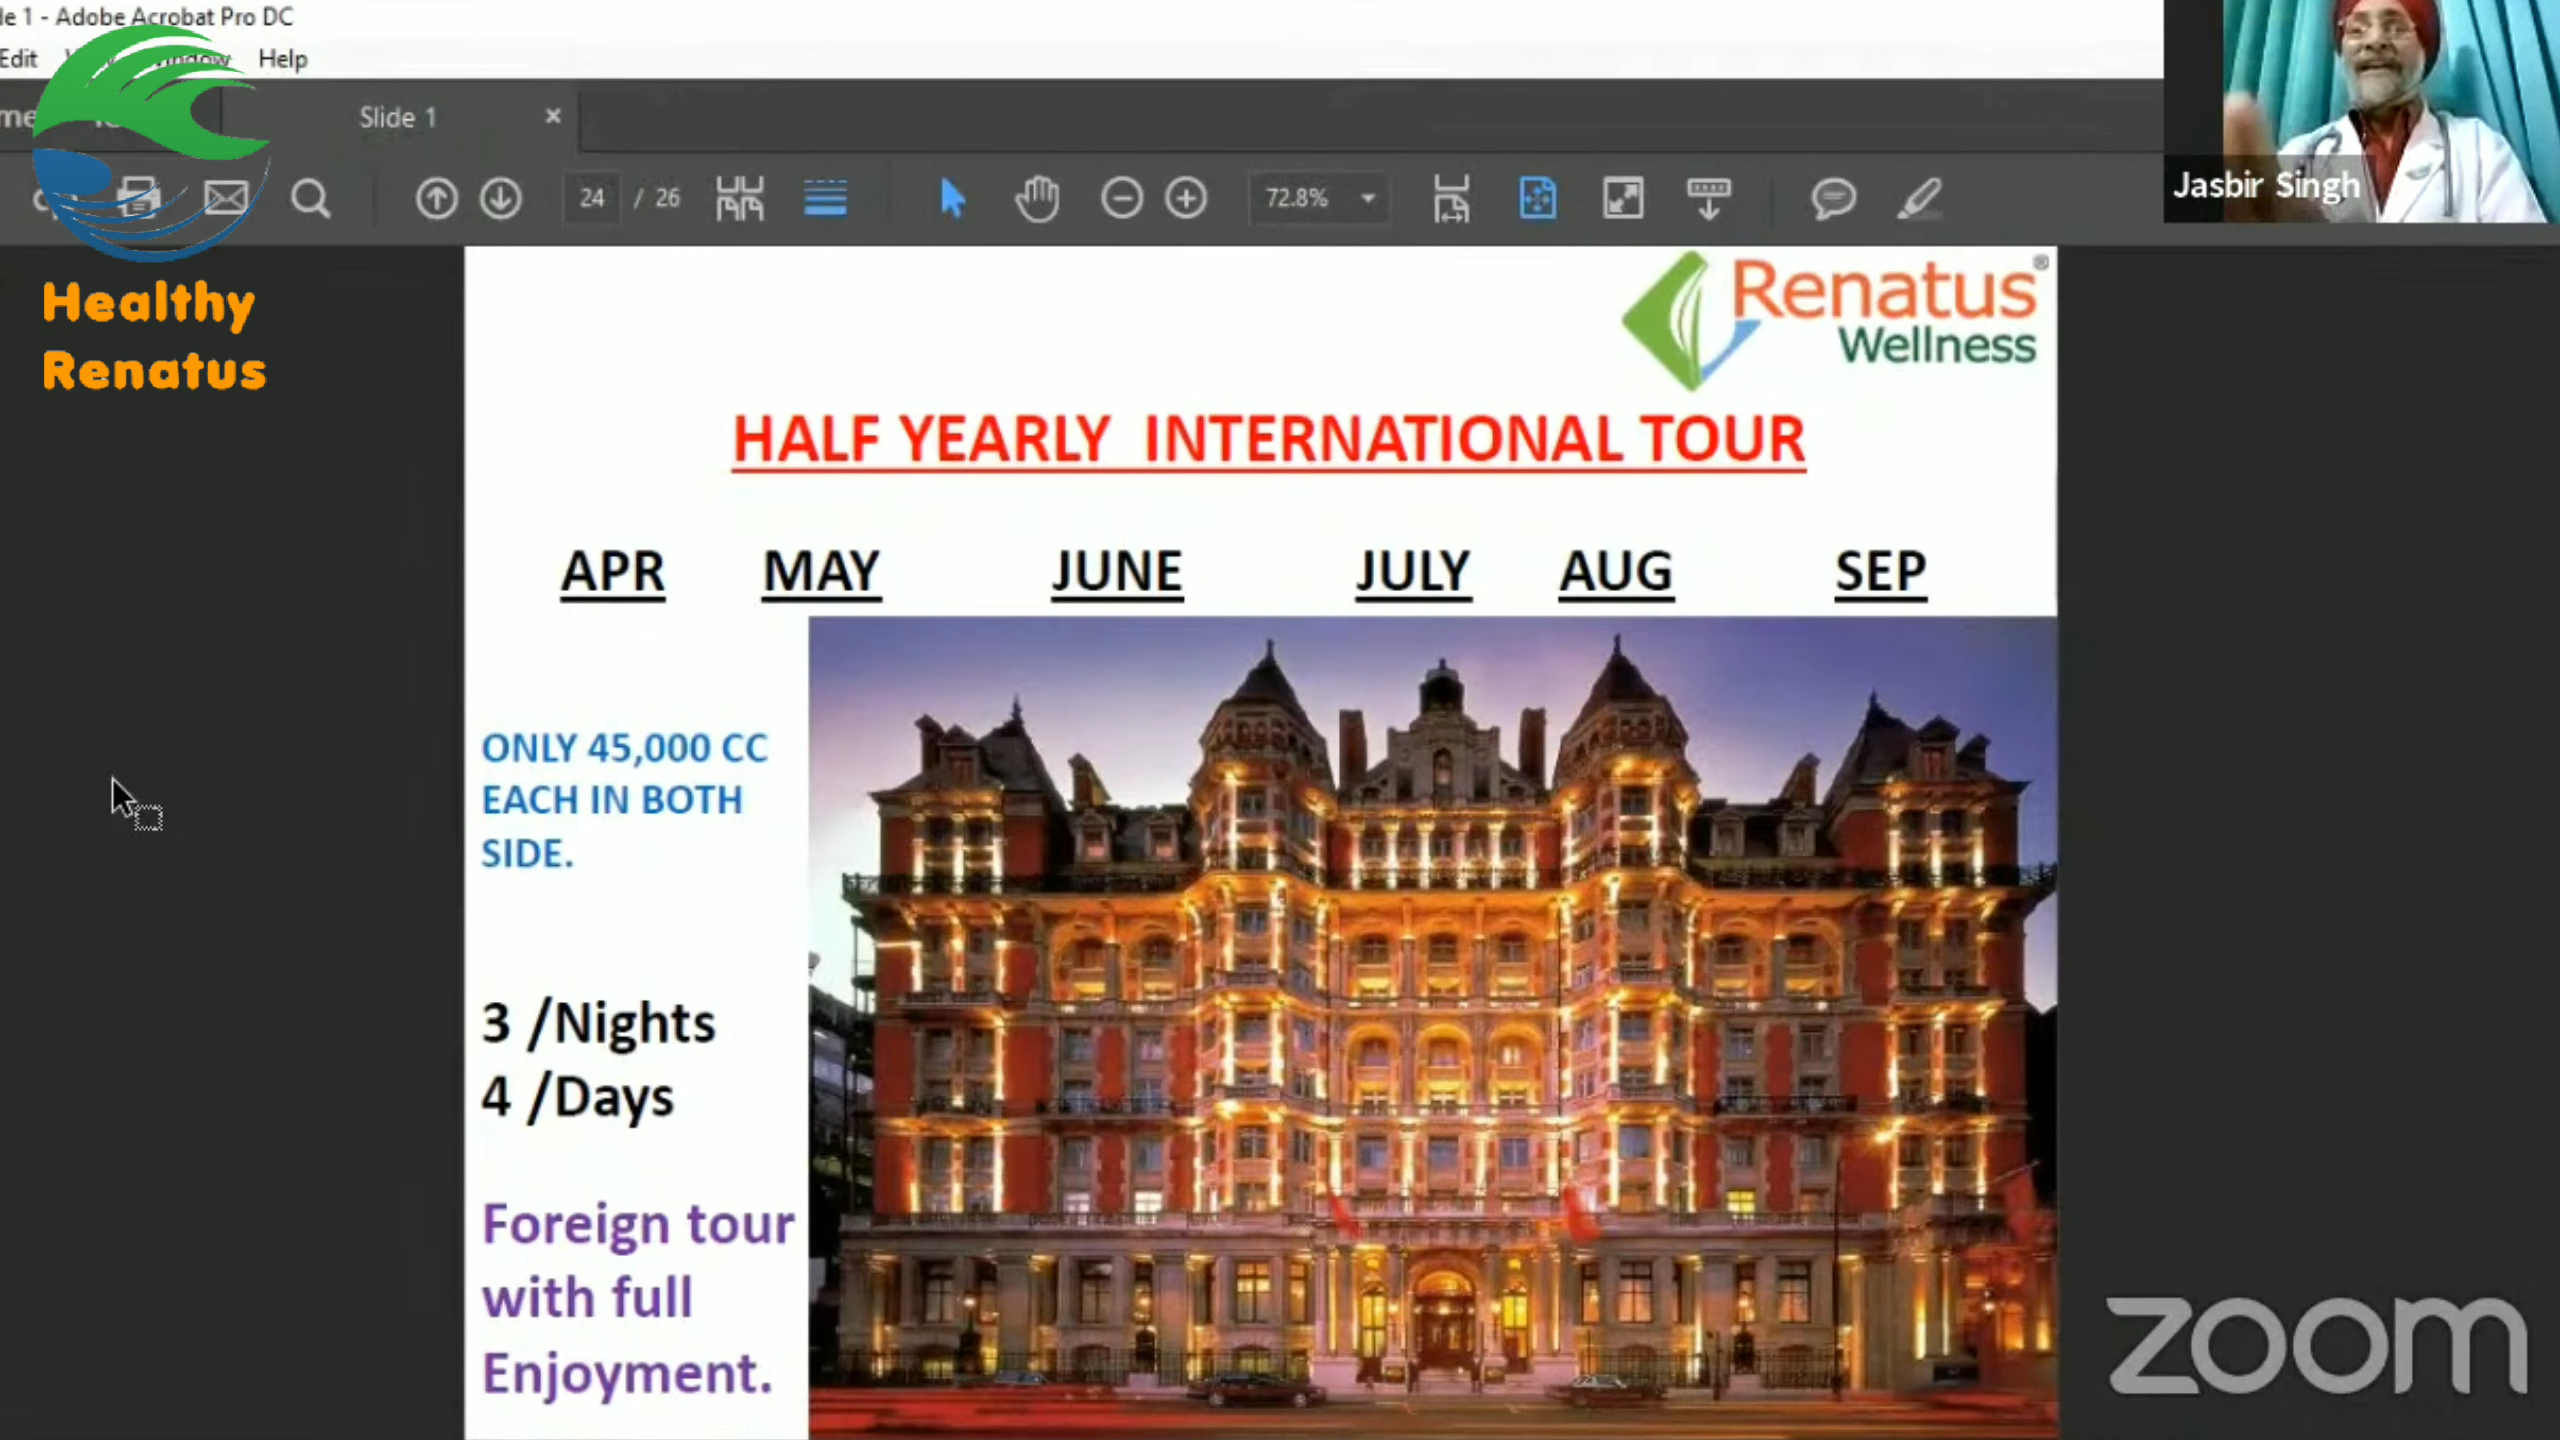 de 1 - Adobe Acrobat Pro DC
Edit
Window Help
Slide 1
24 / 26
72.8%
Jasbir Singh
Healthy
Renatus
Renatus®
Wellness
HALF YEARLY INTERNATIONAL TOUR
APR MAY JUNE JULY AUG SEP
ONLY 45,000 CC
EACH IN BOTH
SIDE.
3 /Nights
4 /Days
Foreign tour
with full
Enjoyment.
zoom